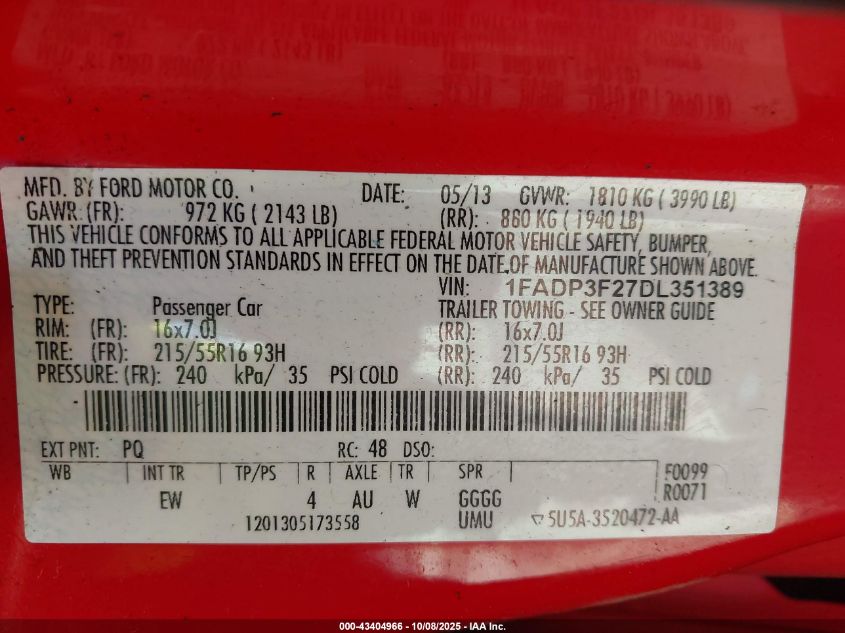 MFD. BY FORD MOTOR CO. DATE: 05/13 GVWR: 1810 KG ( 3990 LB)
GAWR: (FR): 972 KG ( 2143 LB) (RR): 880 KG ( 1940 LB)
THIS VEHICLE CONFORMS TO ALL APPLICABLE FEDERAL MOTOR VEHICLE SAFETY, BUMPER,
AND THEFT PREVENTION STANDARDS IN EFFECT ON THE DATE OF MANUFACTURE SHOWN ABOVE.
VIN: 1FADP3F27DL351389
TYPE: Passenger Car TRAILER TOWING - SEE OWNER GUIDE
RIM: (FR): 16x7.0J (RR): 16x7.0J
TIRE: (FR): 215/55R16 93H (RR): 215/55R16 93H
PRESSURE: (FR): 240 kPa/ 35 PSI COLD (RR): 240 kPa/ 35 PSI COLD
EXT PNT: PQ RC: 48 DSO:
WB INT TR TP/PS R AXLE TR SPR F0099
EW 4 AU W GGGG R0071
1201305173558 UMU 5U5A-3520472-AA
000-43404966 - 10/08/2025 - IAA Inc.